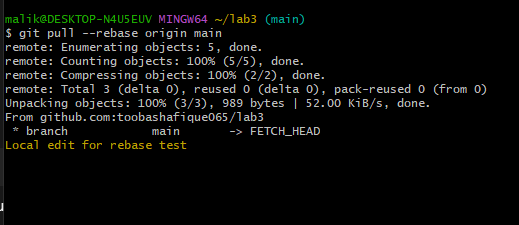 malik@DESKTOP-N4U5EUV MINGW64 ~/lab3 (main)
$ git pull --rebase origin main
remote: Enumerating objects: 5, done.
remote: Counting objects: 100% (5/5), done.
remote: Compressing objects: 100% (2/2), done.
remote: Total 3 (delta 0), reused 0 (delta 0), pack-reused 0 (from 0)
Unpacking objects: 100% (3/3), 989 bytes | 52.00 KiB/s, done.
From github.com:toobashafique065/lab3
 * branch            main       -> FETCH_HEAD
Local edit for rebase test
u